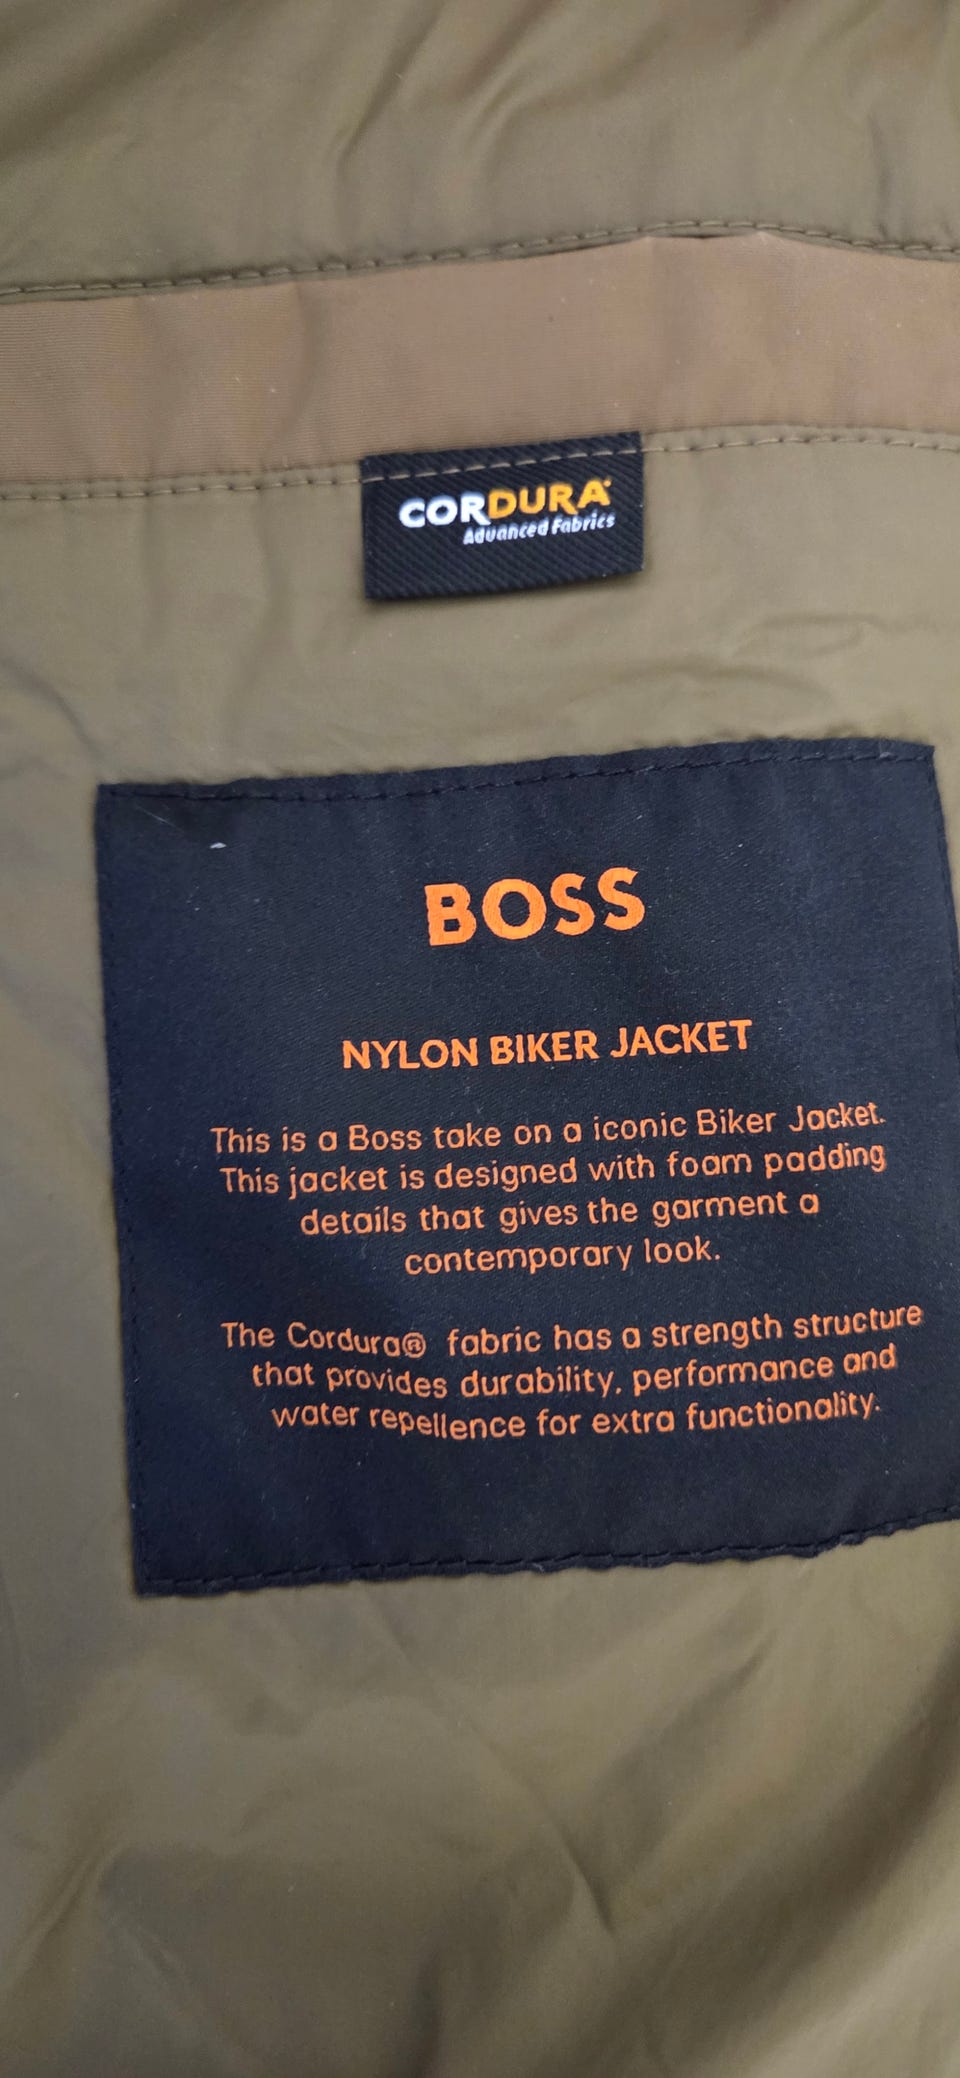 CORDURA
Advanced Fabrics
BOSS
NYLON BIKER JACKET
This is a Boss take on a iconic Biker Jacket.
This jacket is designed with foam padding
details that gives the garment a
contemporary look.
The Cordura® fabric has a strength structure
that provides durability, performance and
water repellence for extra functionality.